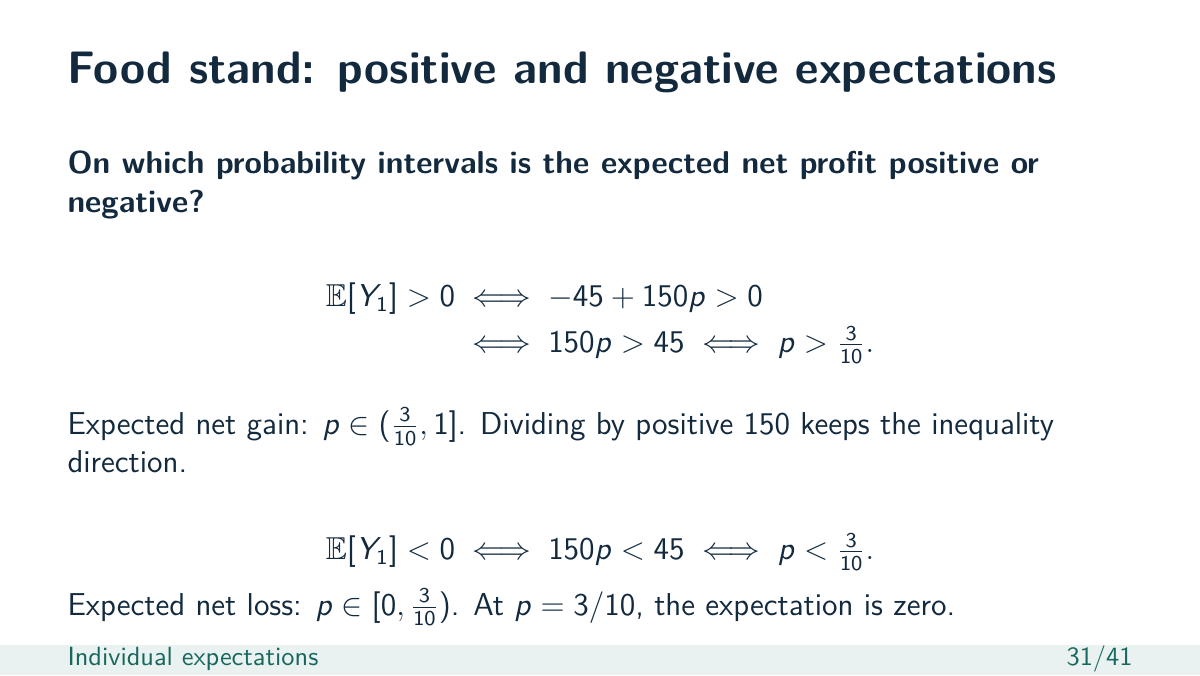 Food stand: positive and negative expectations
On which probability intervals is the expected net profit positive or
negative?
𝔼[Y₁] > 0 ⟺ −45 + 150p > 0
⟺ 150p > 45 ⟺ p > 3/10.
Expected net gain: p ∈ (3/10, 1]. Dividing by positive 150 keeps the inequality
direction.
𝔼[Y₁] < 0 ⟺ 150p < 45 ⟺ p < 3/10.
Expected net loss: p ∈ [0, 3/10). At p = 3/10, the expectation is zero.
Individual expectations 31/41